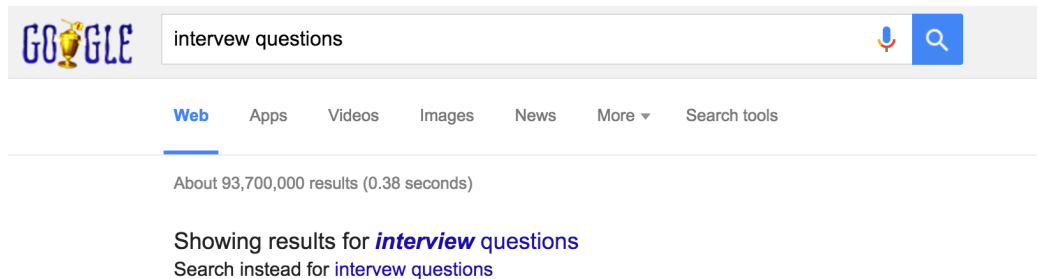 GOOGLE
intervew questions
Web Apps Videos Images News More Search tools
About 93,700,000 results (0.38 seconds)
Showing results for interview questions
Search instead for intervew questions